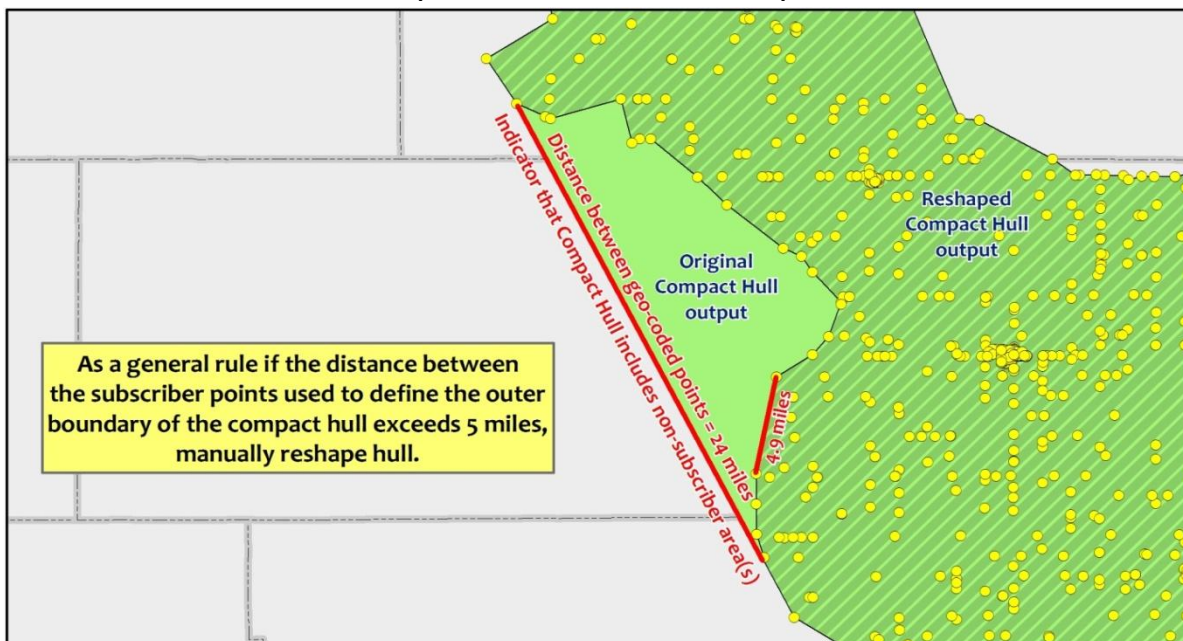 Distance between geo-coded points = 24 miles
Indicator that Compact Hull includes non-subscriber area(s)
Original
Compact Hull
output
Reshaped
Compact Hull
output
4.9 miles
As a general rule if the distance between
the subscriber points used to define the outer
boundary of the compact hull exceeds 5 miles,
manually reshape hull.